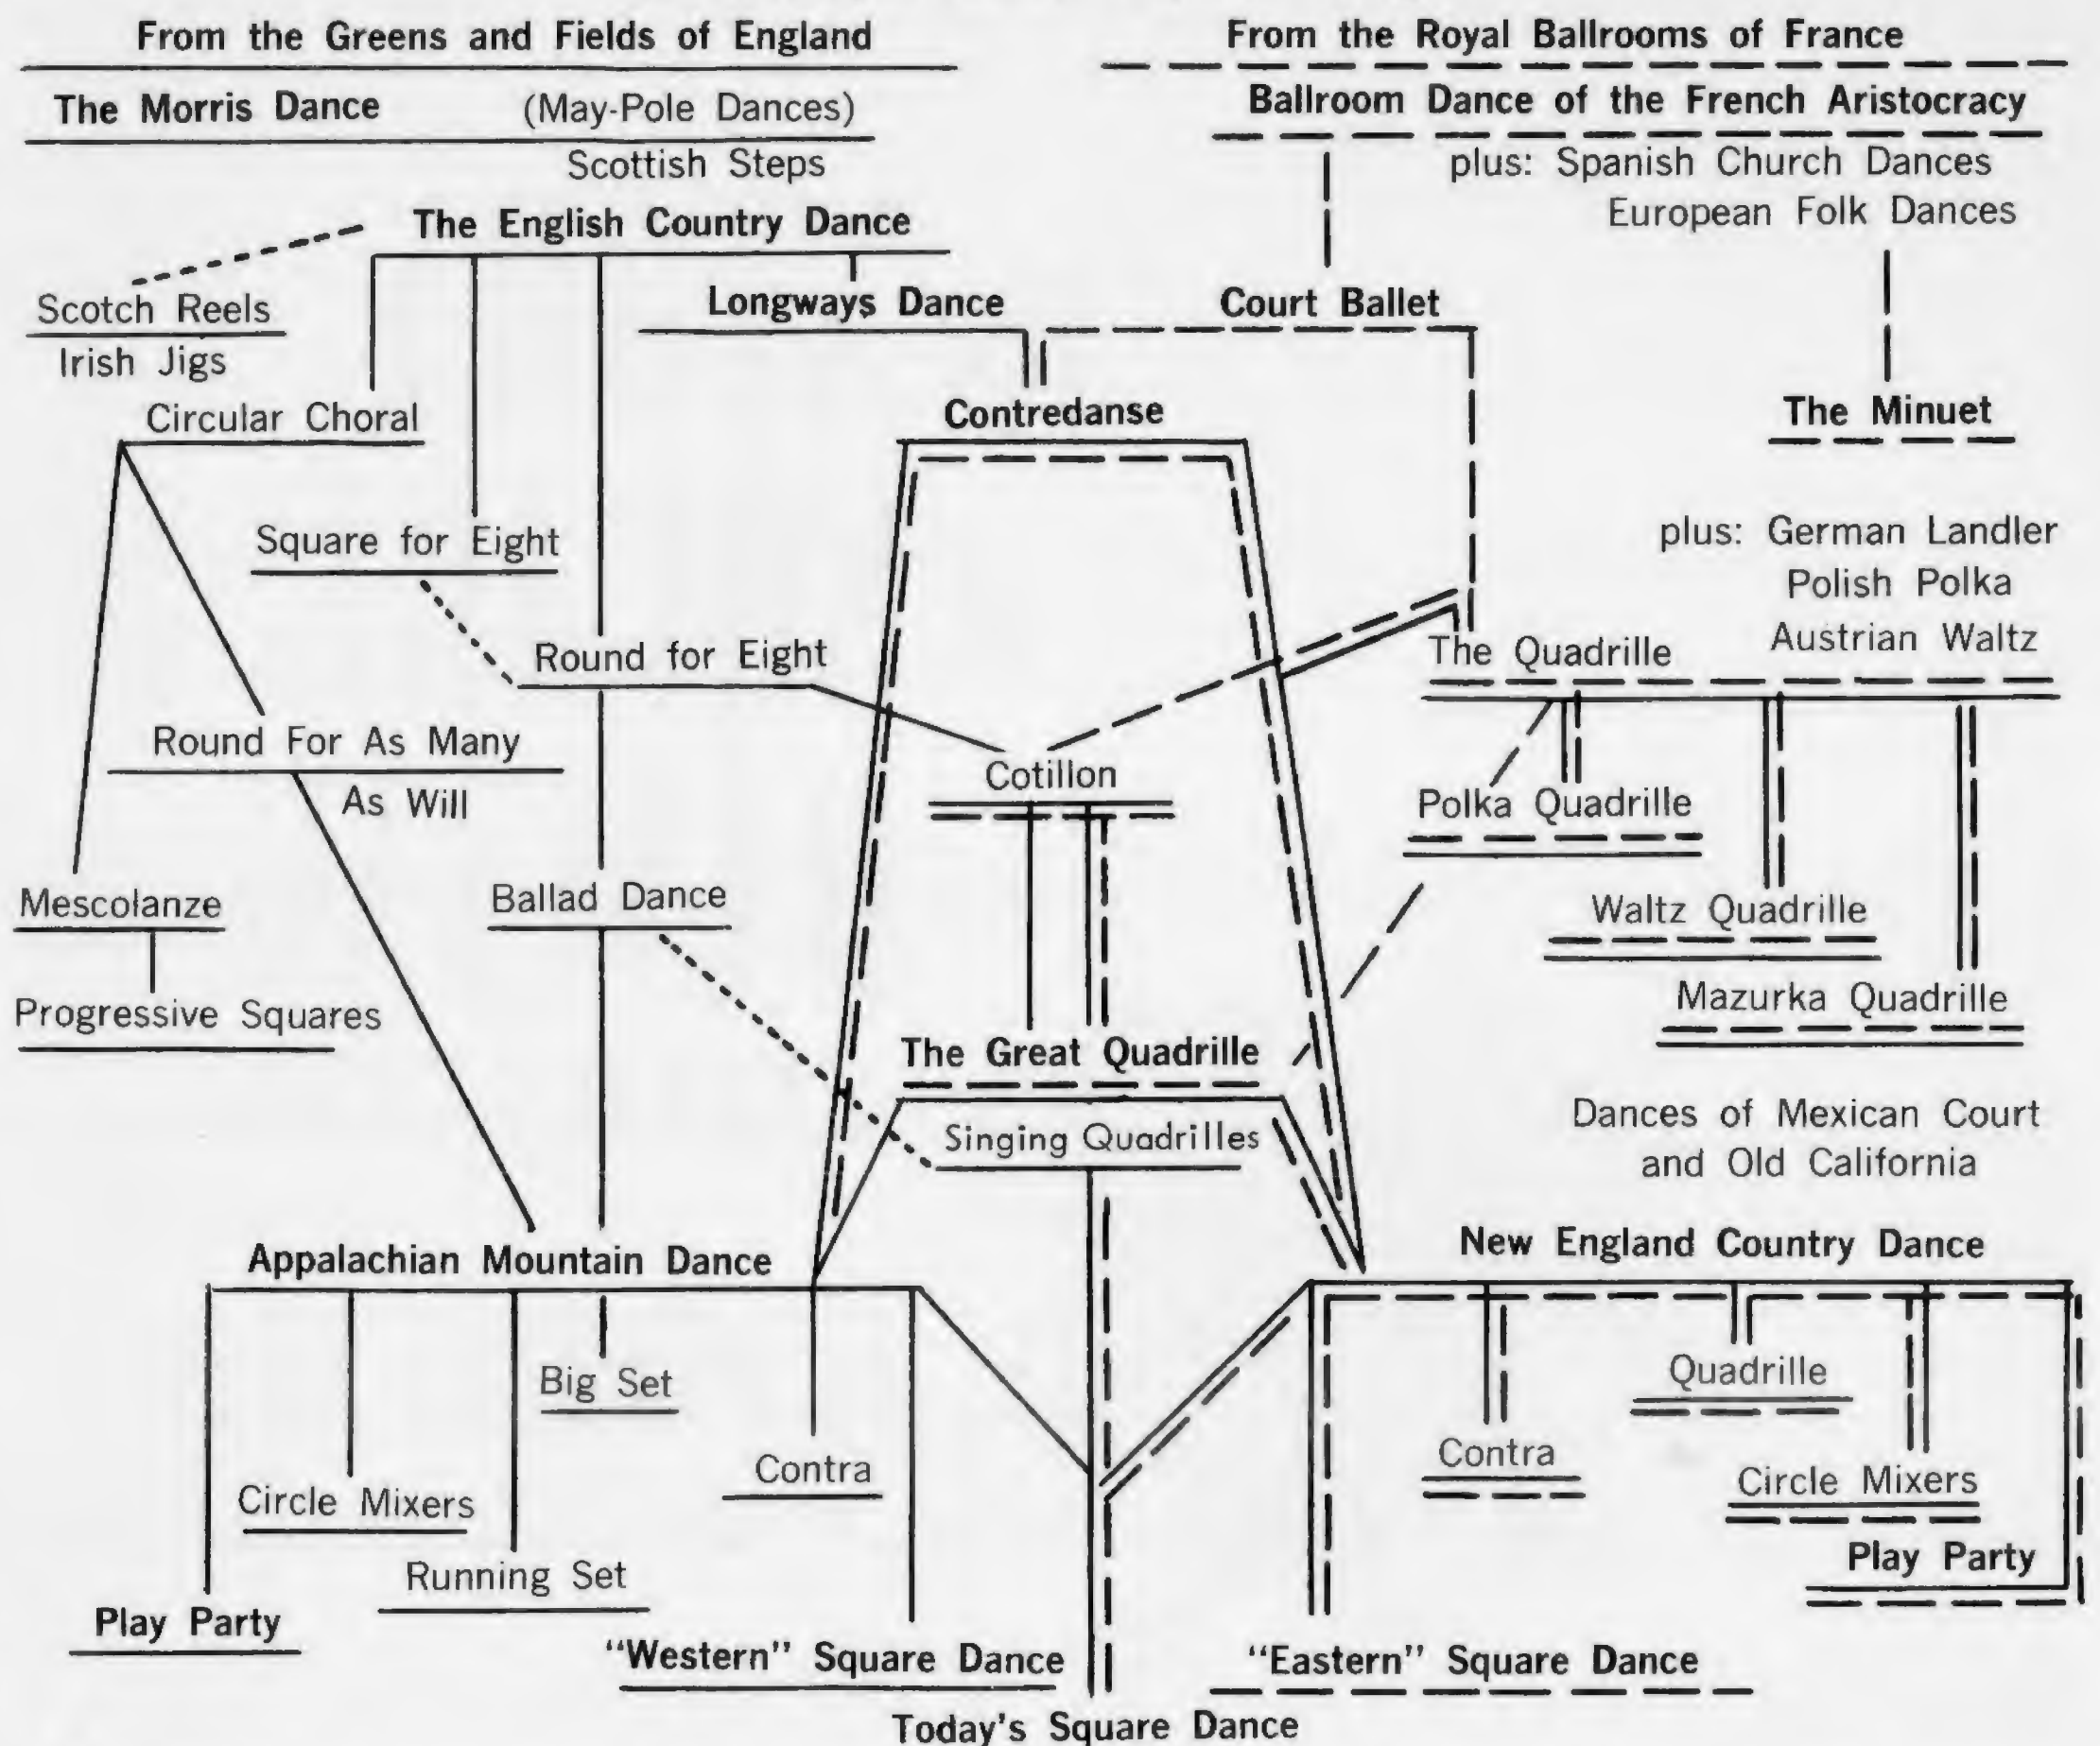 From the Greens and Fields of England
From the Royal Ballrooms of France
The Morris Dance (May-Pole Dances)
Ballroom Dance of the French Aristocracy
Scottish Steps
plus: Spanish Church Dances
European Folk Dances
The English Country Dance
Scotch Reels
Irish Jigs
Longways Dance
Court Ballet
Circular Choral
Contredanse
The Minuet
Square for Eight
plus: German Landler
Polish Polka
Austrian Waltz
Round for Eight
The Quadrille
Round For As Many
As Will
Cotillon
Polka Quadrille
Mescolanze
Ballad Dance
Waltz Quadrille
Progressive Squares
Mazurka Quadrille
The Great Quadrille
Singing Quadrilles
Dances of Mexican Court
and Old California
Appalachian Mountain Dance
New England Country Dance
Big Set
Quadrille
Contra
Contra
Circle Mixers
Circle Mixers
Running Set
Play Party
Play Party
"Western" Square Dance
"Eastern" Square Dance
Today's Square Dance